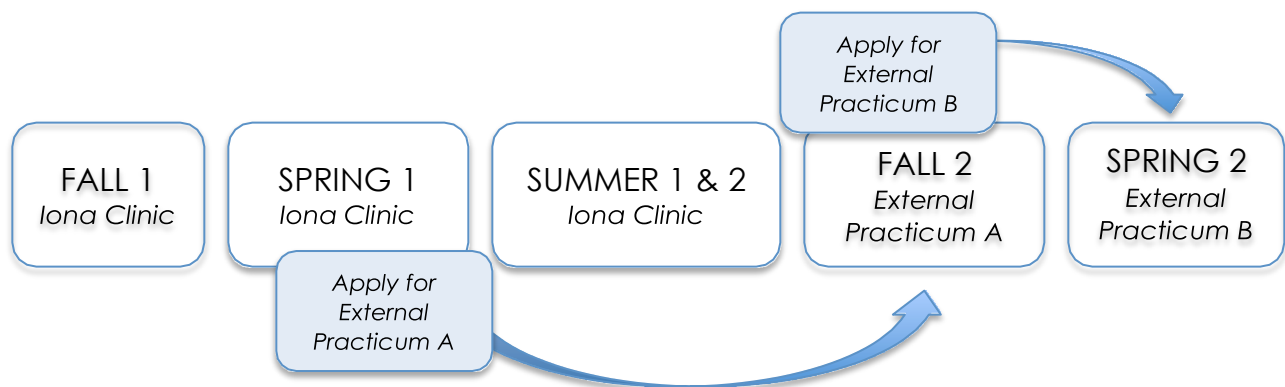 Apply for
External
Practicum B
FALL 1
Iona Clinic
SPRING 1
Iona Clinic
SUMMER 1 & 2
Iona Clinic
FALL 2
External
Practicum A
SPRING 2
External
Practicum B
Apply for
External
Practicum A